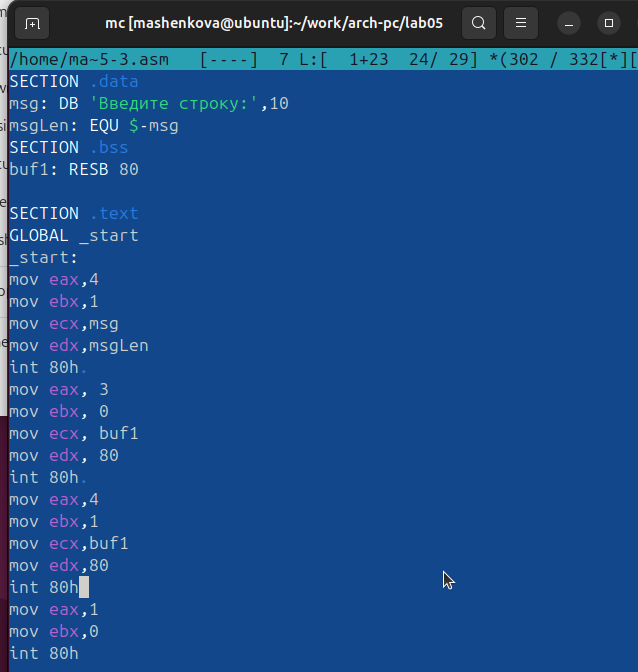 mc [mashenkova@ubuntu]:~/work/arch-pc/lab05
/home/ma~5-3.asm   [----]  7 L:[  1+23  24/ 29] *(302 / 332[*][
SECTION .data
msg: DB 'Введите строку:',10
msgLen: EQU $-msg
SECTION .bss
buf1: RESB 80

SECTION .text
GLOBAL _start
_start:
mov eax,4
mov ebx,1
mov ecx,msg
mov edx,msgLen
int 80h.
mov eax, 3
mov ebx, 0
mov ecx, buf1
mov edx, 80
int 80h.
mov eax,4
mov ebx,1
mov ecx,buf1
mov edx,80
int 80h
mov eax,1
mov ebx,0
int 80h